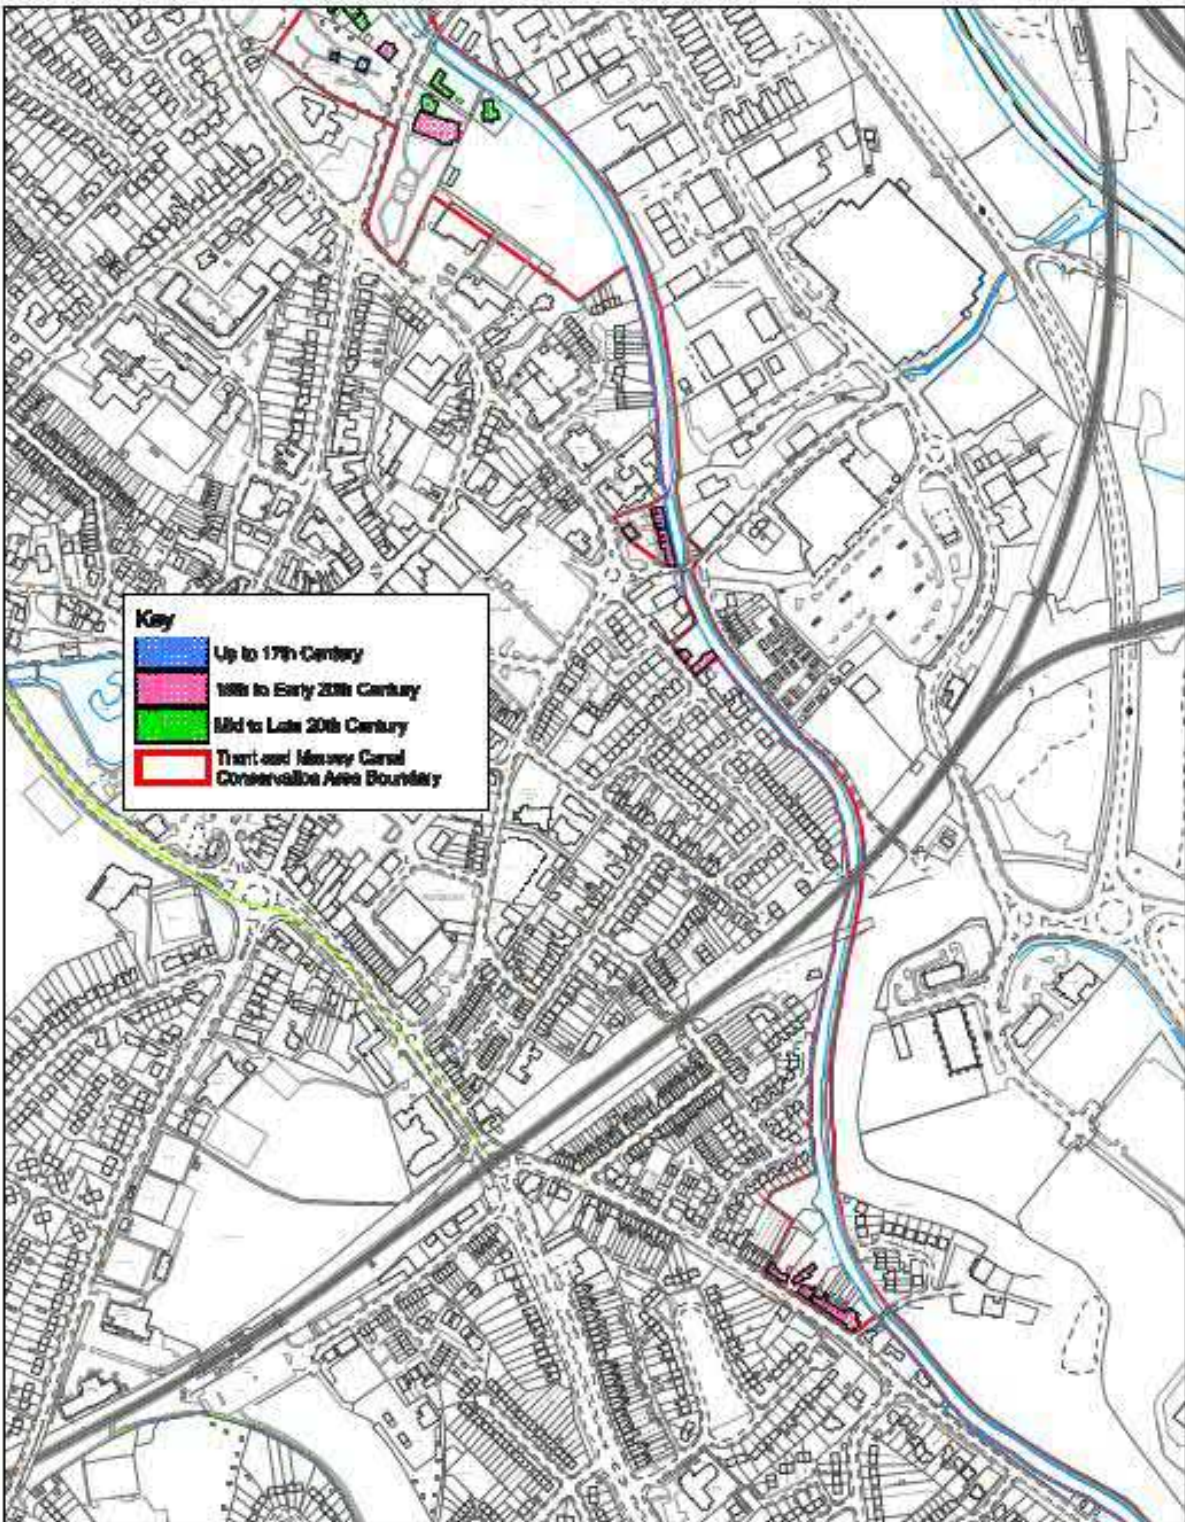 Key
Up to 17th Century
18th to Early 20th Century
Mid to Late 20th Century
Trent and Mersey Canal
Conservation Area Boundary